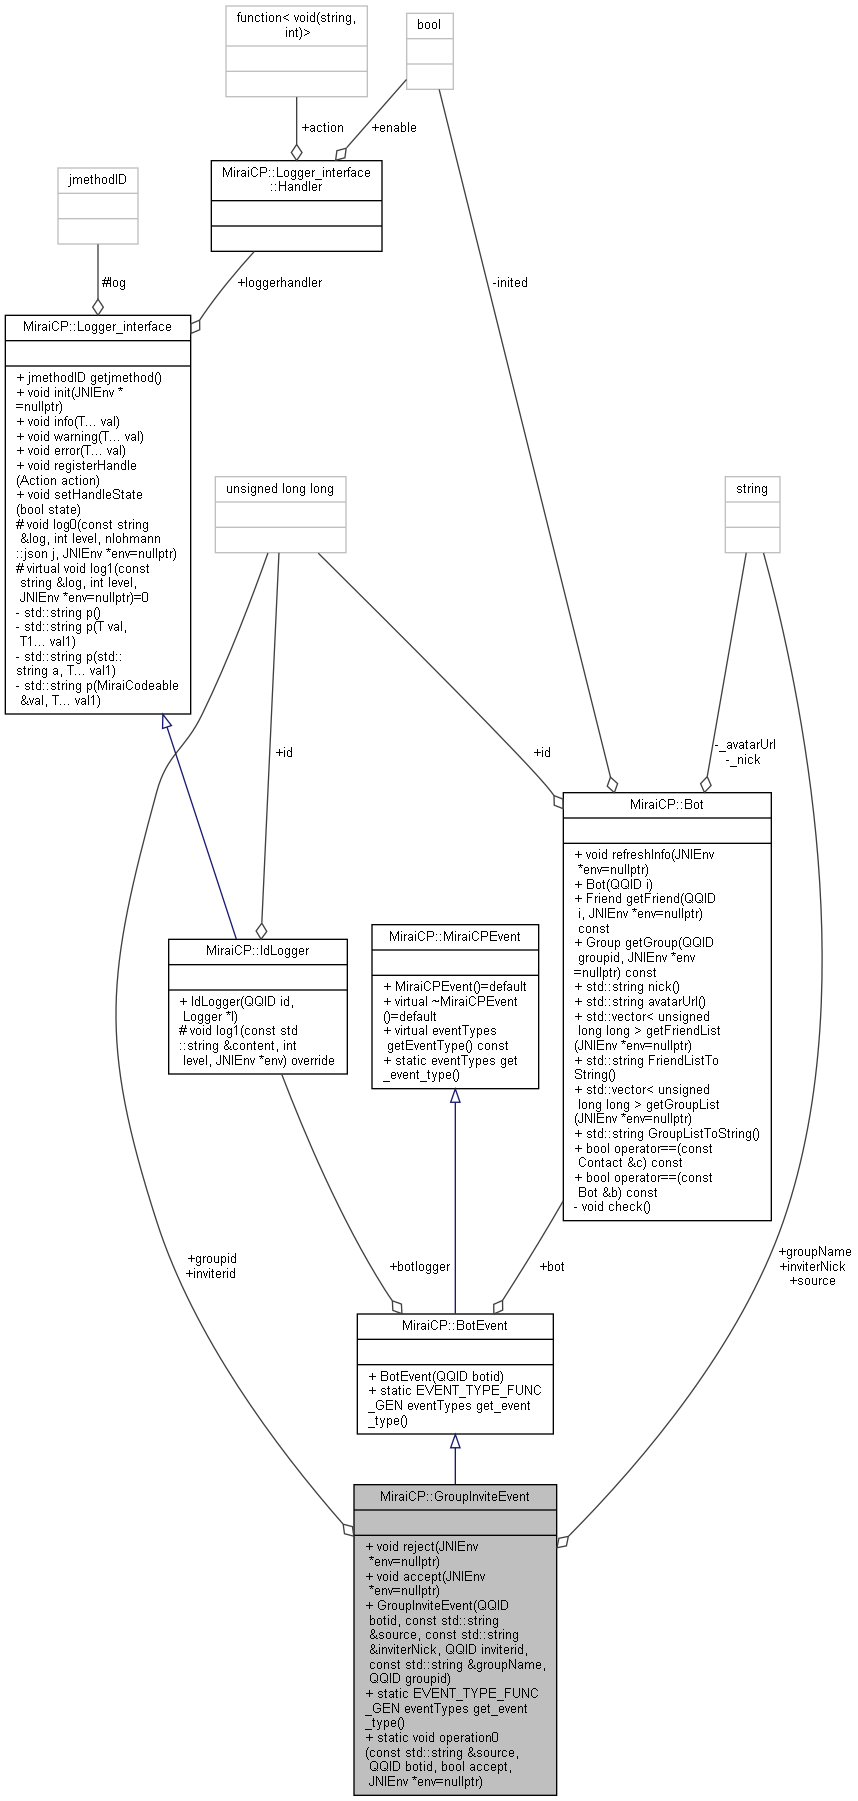 function< void(string,
int)>
bool
+action
+enable
jmethodID
MiraiCP::Logger_interface
::Handler
#log
+loggerhandler
-inited
MiraiCP::Logger_interface
+ jmethodID getjmethod()
+ void init(JNIEnv *
=nullptr)
+ void info(T... val)
+ void warning(T... val)
+ void error(T... val)
+ void registerHandle
(Action action)
+ void setHandleState
(bool state)
# void log0(const string
&log, int level, nlohmann
::json j, JNIEnv *env=nullptr)
# virtual void log1(const
string &log, int level,
JNIEnv *env=nullptr)=0
- std::string p()
- std::string p(T val,
T1... val1)
- std::string p(std::
string a, T... val1)
- std::string p(MiraiCodeable
&val, T... val1)
unsigned long long
string
+id
+id
-_avatarUrl
-_nick
MiraiCP::Bot
+ void refreshInfo(JNIEnv
*env=nullptr)
+ Bot(QQID i)
+ Friend getFriend(QQID
i, JNIEnv *env=nullptr)
const
+ Group getGroup(QQID
groupid, JNIEnv *env
=nullptr) const
+ std::string nick()
+ std::string avatarUrl()
+ std::vector< unsigned
long long > getFriendList
(JNIEnv *env=nullptr)
+ std::string FriendListTo
String()
+ std::vector< unsigned
long long > getGroupList
(JNIEnv *env=nullptr)
+ std::string GroupListToString()
+ bool operator==(const
Contact &c) const
+ bool operator==(const
Bot &b) const
- void check()
MiraiCP::IdLogger
+ IdLogger(QQID id,
Logger *l)
# void log1(const std
::string &content, int
level, JNIEnv *env) override
MiraiCP::MiraiCPEvent
+ MiraiCPEvent()=default
+ virtual ~MiraiCPEvent
()=default
+ virtual eventTypes
getEventType() const
+ static eventTypes get
_event_type()
+groupid
+inviterid
+botlogger
+bot
+groupName
+inviterNick
+source
MiraiCP::BotEvent
+ BotEvent(QQID botid)
+ static EVENT_TYPE_FUNC
_GEN eventTypes get_event
_type()
MiraiCP::GroupInviteEvent
+ void reject(JNIEnv
*env=nullptr)
+ void accept(JNIEnv
*env=nullptr)
+ GroupInviteEvent(QQID
botid, const std::string
&source, const std::string
&inviterNick, QQID inviterid,
const std::string &groupName,
QQID groupid)
+ static EVENT_TYPE_FUNC
_GEN eventTypes get_event
_type()
+ static void operation0
(const std::string &source,
QQID botid, bool accept,
JNIEnv *env=nullptr)